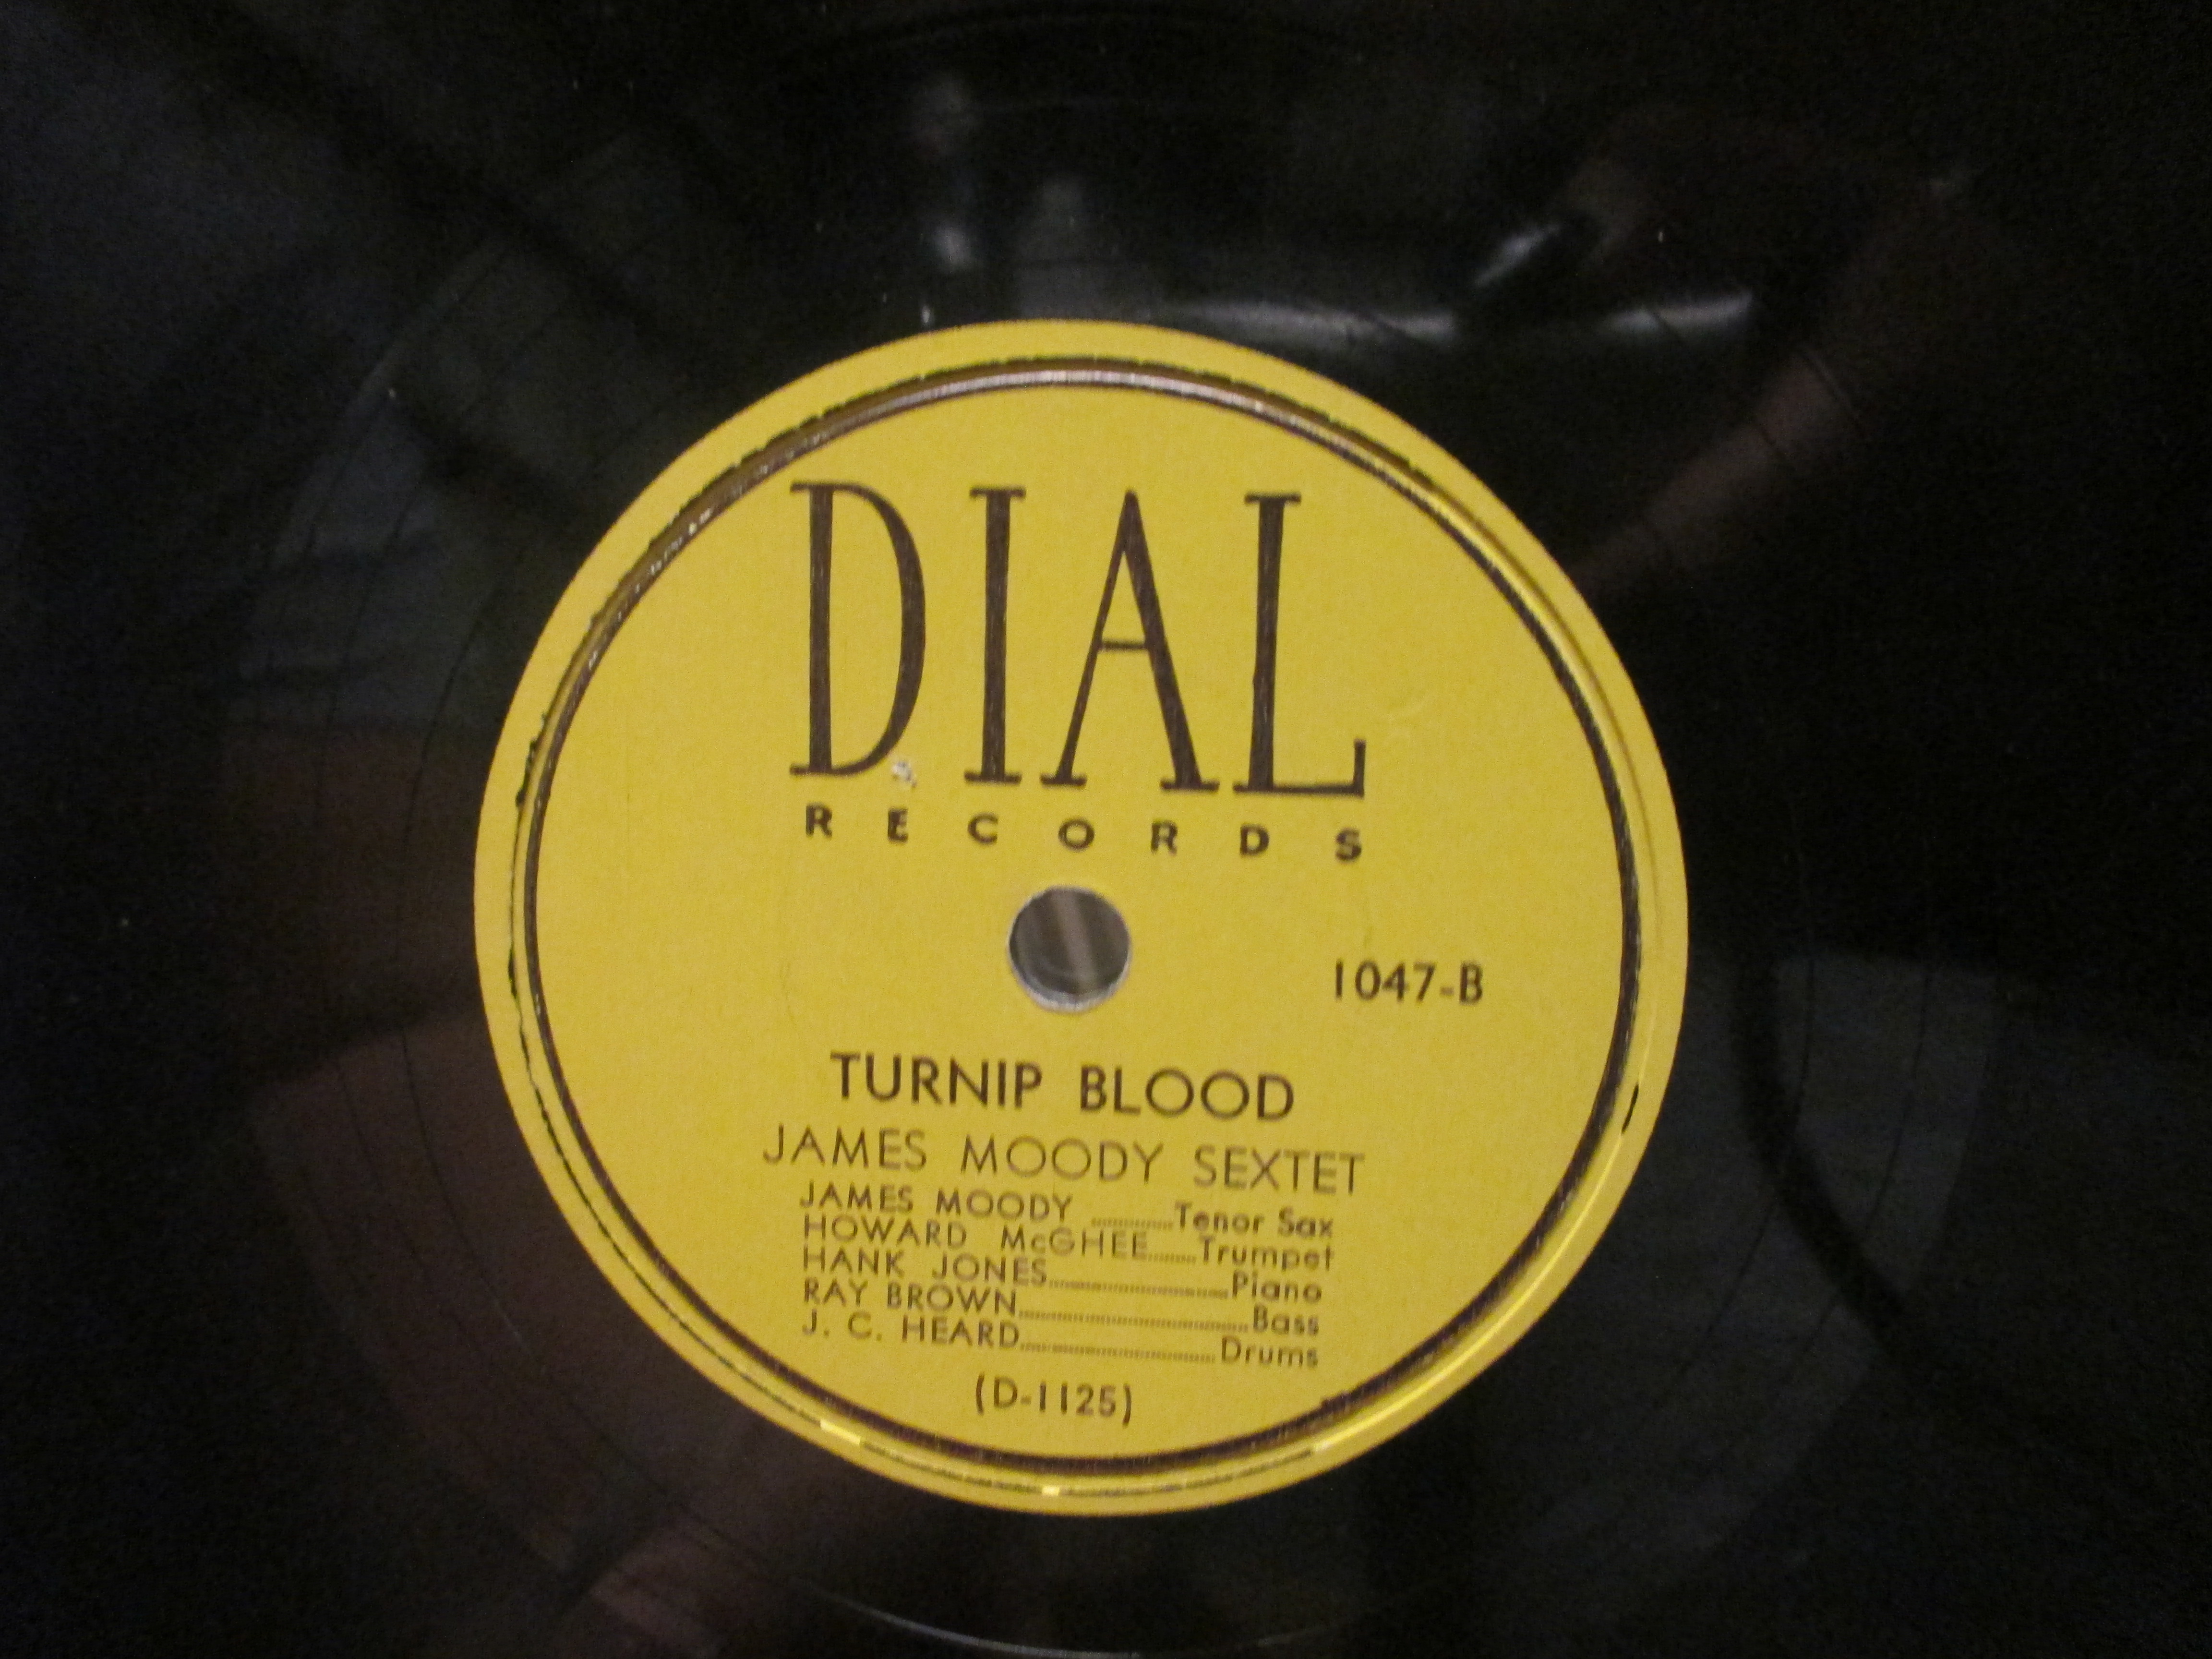 DIAL
RECORDS
1047-B
TURNIP BLOOD
JAMES MOODY SEXTET
JAMES MOODY ..........Tenor Sax
HOWARD McGHEE......Trumpet
HANK JONES......................Piano
RAY BROWN............................Bass
J. C. HEARD........................Drums
(D-1125)